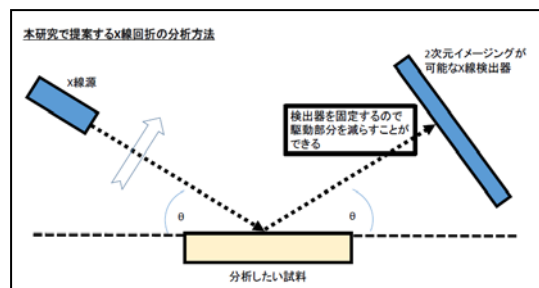 本研究で提案するX線回折の分析方法
2次元イメージングが
可能なX線検出器
X線源
検出器を固定するので
駆動部分を減らすことが
できる
θ
θ
分析したい試料